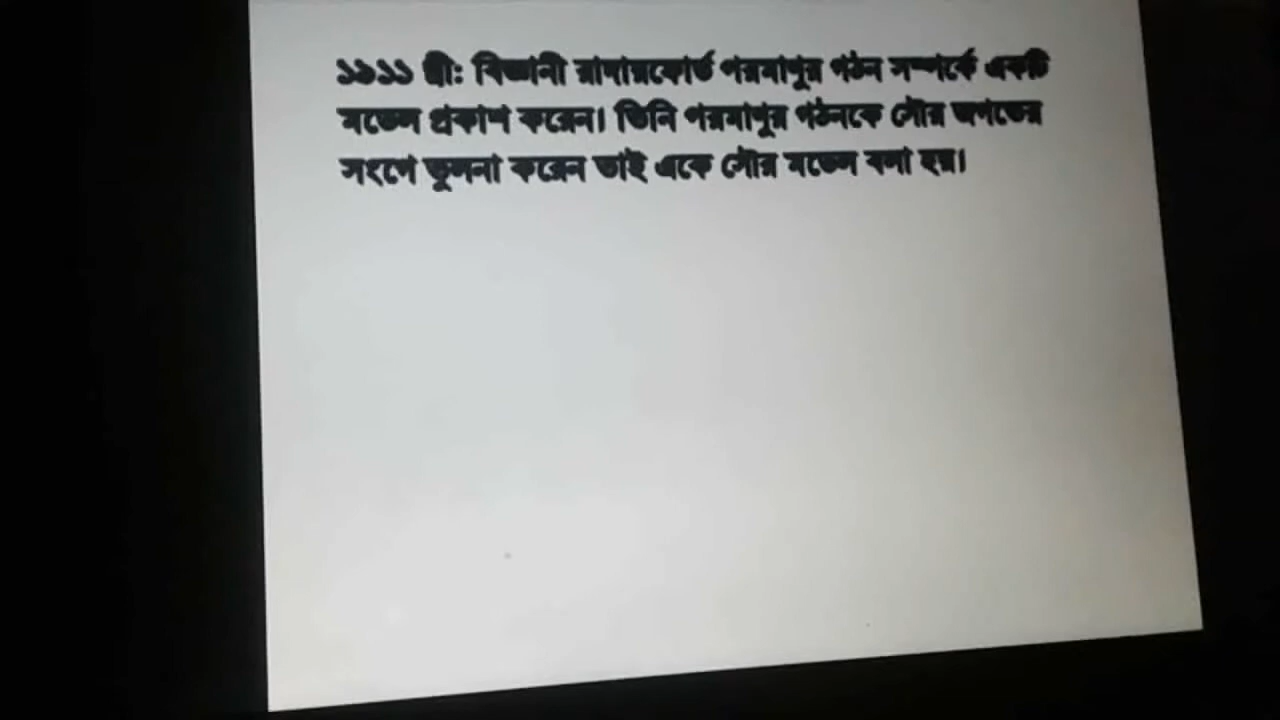 ১৯১১ খ্রী: বিজ্ঞানী রাদারফোর্ড পরমাণুর গঠন সম্পর্কে একটি
মডেল প্রকাশ করেন। তিনি পরমাণুর গঠনকে সৌর জগতের
সংগে তুলনা করেন তাই একে সৌর মডেল বলা হয়।